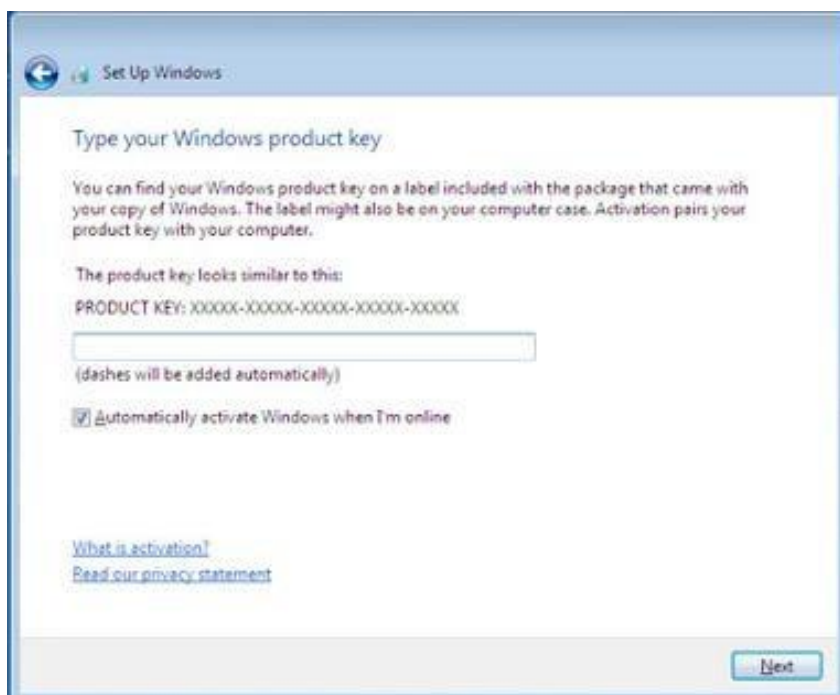 Set Up Windows
Type your Windows product key
You can find your Windows product key on a label included with the package that came with
your copy of Windows. The label might also be on your computer case. Activation pairs your
product key with your computer.
The product key looks similar to this:
PRODUCT KEY: XXXXX-XXXXX-XXXXX-XXXXX-XXXXX
(dashes will be added automatically)
Automatically activate Windows when I'm online
What is activation?
Read our privacy statement
Next